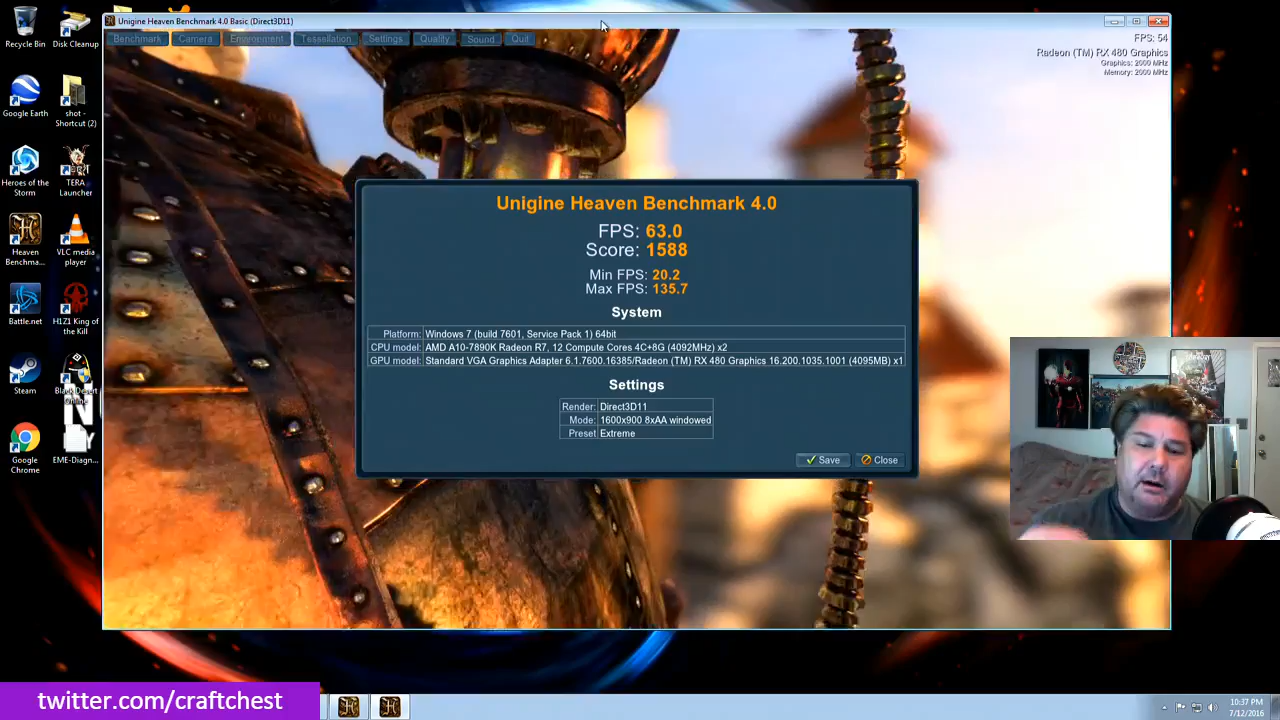 Unigine Heaven Benchmark 4.0 Basic (Direct3D11)
Benchmark Camera Environment Tessellation Settings Quality Sound Quit
FPS: 54
Radeon (TM) RX 480 Graphics
Graphics: 2000 MHz
Memory: 2000 MHz
Recycle Bin
Disk Cleanup
Google Earth
shot - Shortcut (2)
Heroes of the Storm
TERA Launcher
Heaven Benchma...
VLC media player
Battle.net
H1Z1 King of the Kill
Steam
Black Desert Online
Google Chrome
EME-Diagn...
Unigine Heaven Benchmark 4.0
FPS: 63.0
Score: 1588
Min FPS: 20.2
Max FPS: 135.7
System
Platform: Windows 7 (build 7601, Service Pack 1) 64bit
CPU model: AMD A10-7890K Radeon R7, 12 Compute Cores 4C+8G (4092MHz) x2
GPU model: Standard VGA Graphics Adapter 6.1.7600.16385/Radeon (TM) RX 480 Graphics 16.200.1035.1001 (4095MB) x1
Settings
Render: Direct3D11
Mode: 1600x900 8xAA windowed
Preset Extreme
Save Close
twitter.com/craftchest
10:37 PM
7/12/2016